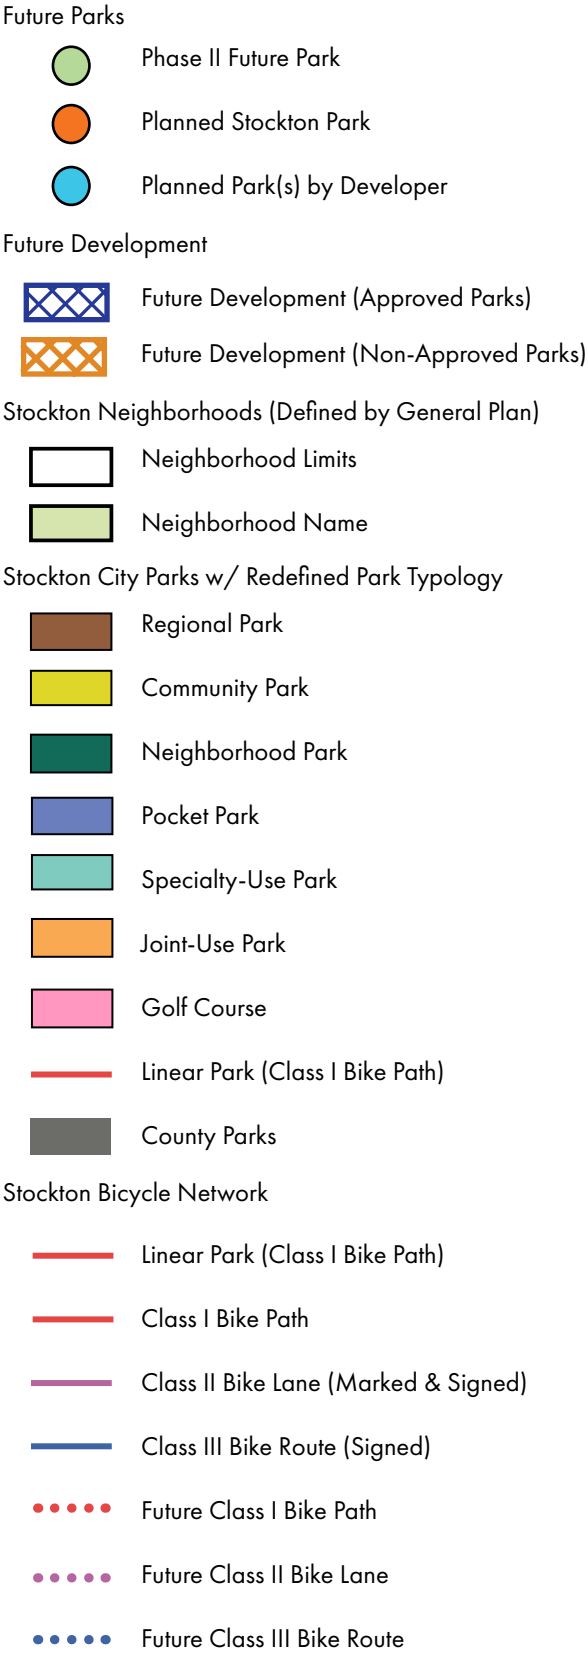 Future Parks
Phase II Future Park
Planned Stockton Park
Planned Park(s) by Developer
Future Development
Future Development (Approved Parks)
Future Development (Non-Approved Parks)
Stockton Neighborhoods (Defined by General Plan)
Neighborhood Limits
Neighborhood Name
Stockton City Parks w/ Redefined Park Typology
Regional Park
Community Park
Neighborhood Park
Pocket Park
Specialty-Use Park
Joint-Use Park
Golf Course
Linear Park (Class I Bike Path)
County Parks
Stockton Bicycle Network
Linear Park (Class I Bike Path)
Class I Bike Path
Class II Bike Lane (Marked & Signed)
Class III Bike Route (Signed)
Future Class I Bike Path
Future Class II Bike Lane
Future Class III Bike Route